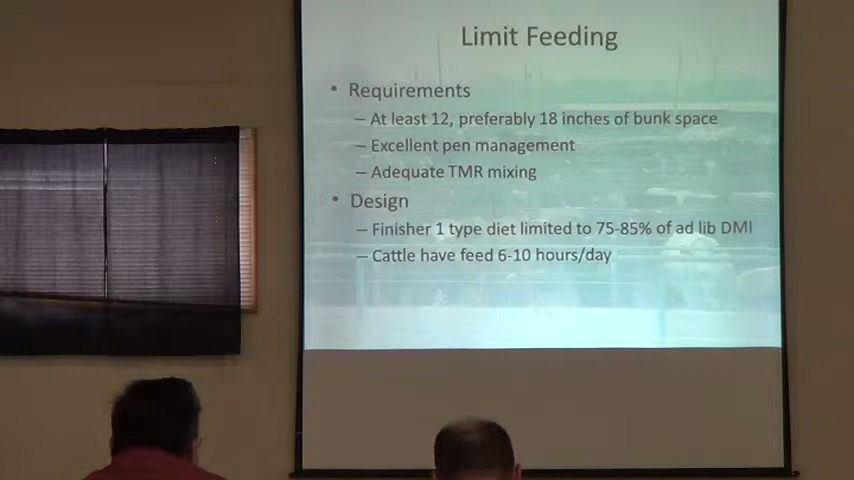 Limit Feeding
• Requirements
– At least 12, preferably 18 inches of bunk space
– Excellent pen management
– Adequate TMR mixing
• Design
– Finisher 1 type diet limited to 75-85% of ad lib DMI
– Cattle have feed 6-10 hours/day